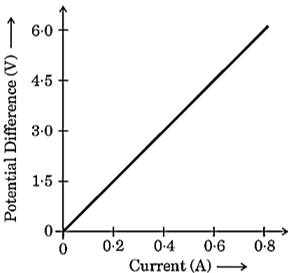 Potential Difference (V) ⟶
6·0
4·5
3·0
1·5
0
0 0·2 0·4 0·6 0·8
Current (A) ⟶